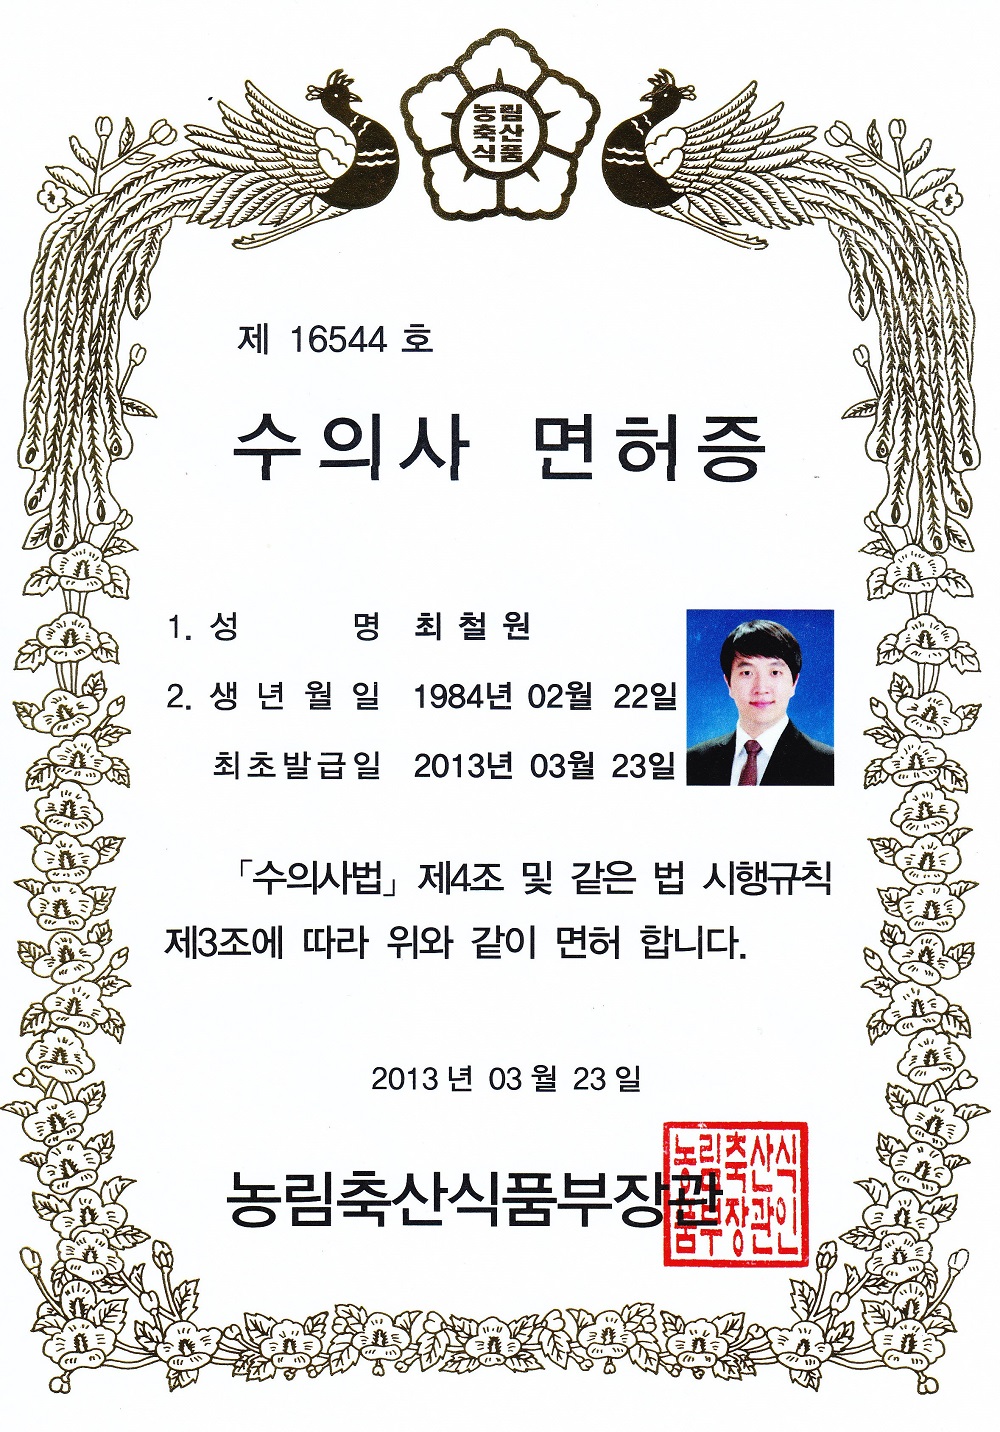 농림
축산
식품
제 16544 호
수의사 면허증
1. 성 명 최 철 원
2. 생 년 월 일 1984년 02월 22일
최초발급일 2013년 03월 23일
「수의사법」 제4조 및 같은 법 시행규칙
제3조에 따라 위와 같이 면허 합니다.
2013 년 03 월 23 일
농림축산식품부장관
농림축산식
품부장관인